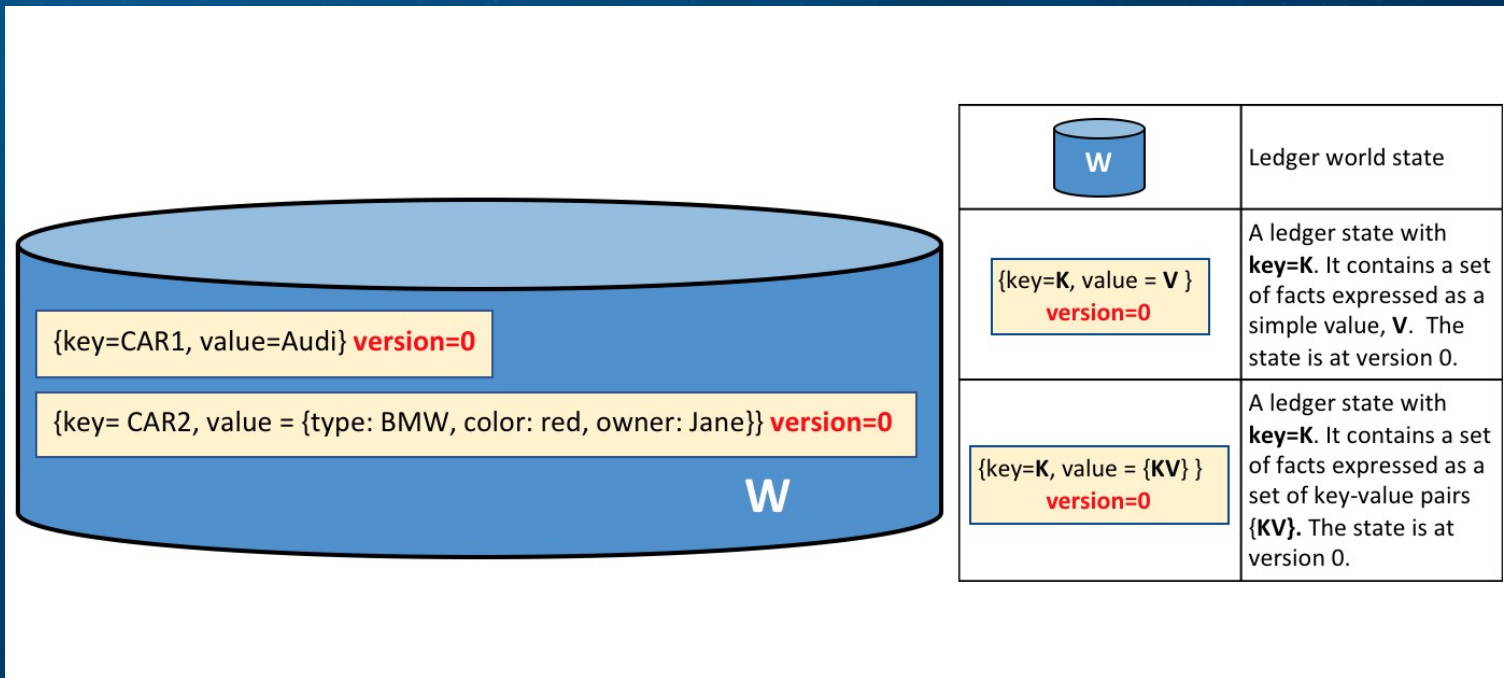 {key=CAR1, value=Audi} version=0
{key= CAR2, value = {type: BMW, color: red, owner: Jane}} version=0
W
W
Ledger world state
{key=K, value = V }
version=0
A ledger state with
key=K. It contains a set
of facts expressed as a
simple value, V. The
state is at version 0.
{key=K, value = {KV} }
version=0
A ledger state with
key=K. It contains a set
of facts expressed as a
set of key-value pairs
{KV}. The state is at
version 0.